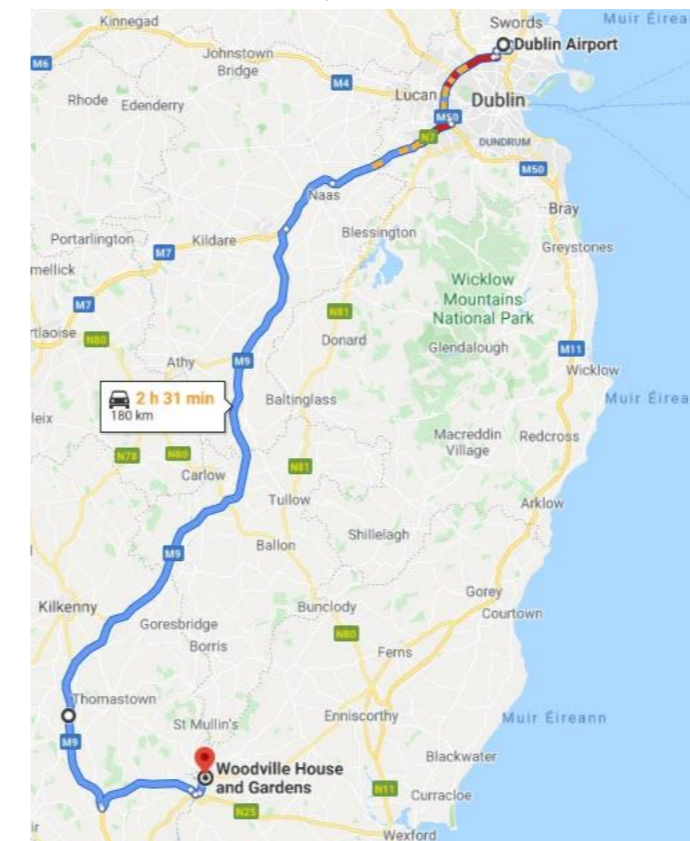 Kinnegad
Swords
Muir Éirea
Dublin Airport
Johnstown
Bridge
M6
M4
Lucan
Dublin
Rhode
Edenderry
M50
N7
DUNDRUM
M50
Naas
Bray
Blessington
Portarlington
Kildare
Greystones
M7
mellick
Wicklow
Mountains
National Park
M7
N81
rtlaoise
N80
Donard
Glendalough
M11
Athy
M9
Wicklow
2 h 31 min
180 km
Baltinglass
Muir Éirea
leix
Macreddin
Village
Redcross
N78
N80
N81
Carlow
Tullow
Arklow
Shillelagh
M9
Ballon
Gorey
Kilkenny
Bunclody
Courtown
Goresbridge
N80
Borris
Ferns
Thomastown
Enniscorthy
Muir Éireann
St Mullin's
M9
Blackwater
Woodville House
and Gardens
N11
Curracloe
N25
ir
Wexford